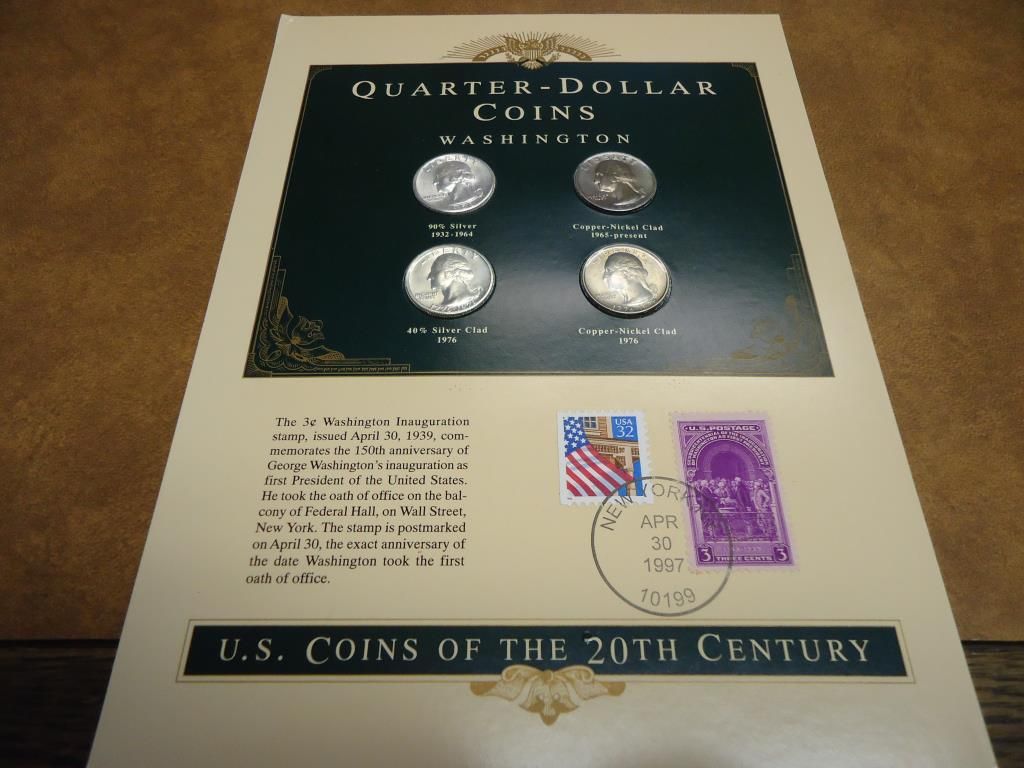 QUARTER-DOLLAR
COINS
WASHINGTON
LIBERTY
90% Silver
1932-1964
Copper-Nickel Clad
1965-present
LIBERTY
40% Silver Clad
1976
Copper-Nickel Clad
1976
The 3¢ Washington Inauguration
stamp, issued April 30, 1939, com-
memorates the 150th anniversary of
George Washington's inauguration as
first President of the United States.
He took the oath of office on the bal-
cony of Federal Hall, on Wall Street,
New York. The stamp is postmarked
on April 30, the exact anniversary of
the date Washington took the first
oath of office.
USA
32
U.S. POSTAGE
3 THREE CENTS 3
NEW YORK
APR
30
1997
10199
U.S. COINS OF THE 20TH CENTURY